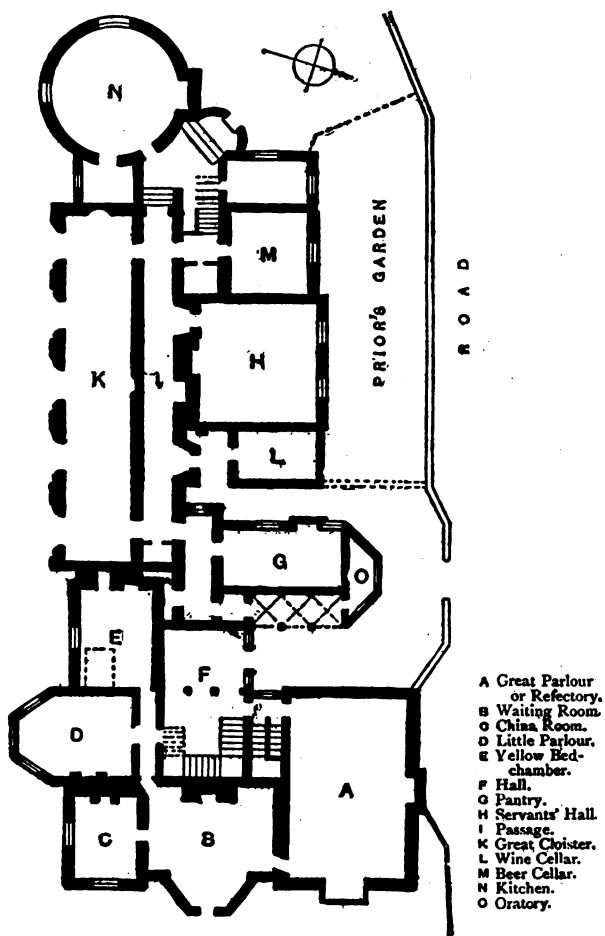 N
M
PRIOR'S GARDEN
ROAD
H
K
l
L
G
O
E
F
D
A
C
B
A Great Parlour
or Refectory.
B Waiting Room.
C China Room.
D Little Parlour.
E Yellow Bed-
chamber.
F Hall.
G Pantry.
H Servants' Hall.
I Passage.
K Great Cloister.
L Wine Cellar.
M Beer Cellar.
N Kitchen.
O Oratory.